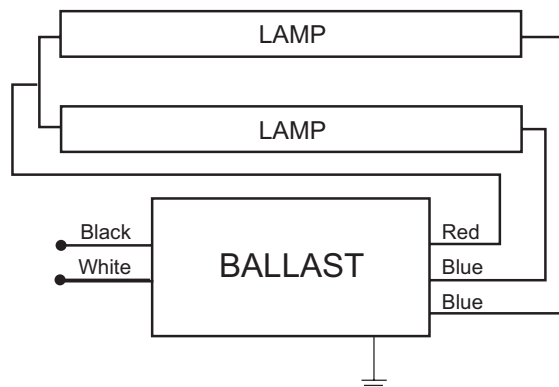 LAMP
LAMP
Black
Red
White
BALLAST
Blue
Blue